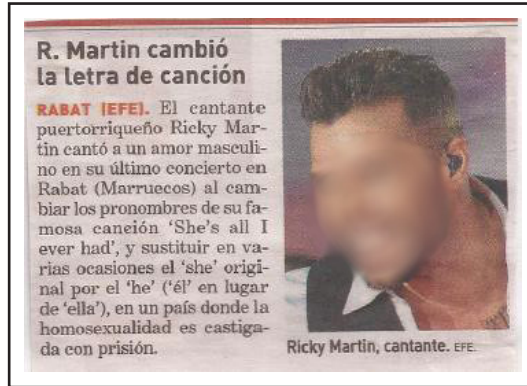 R. Martin cambió
la letra de canción
RABAT (EFE). El cantante
puertorriqueño Ricky Mar-
tin cantó a un amor masculi-
no en su último concierto en
Rabat (Marruecos) al cam-
biar los pronombres de su fa-
mosa canción 'She's all I
ever had', y sustituir en va-
rias ocasiones el 'she' origi-
nal por el 'he' ('él' en lugar
de 'ella'), en un país donde la
homosexualidad es castiga-
da con prisión.
Ricky Martin, cantante. EFE.